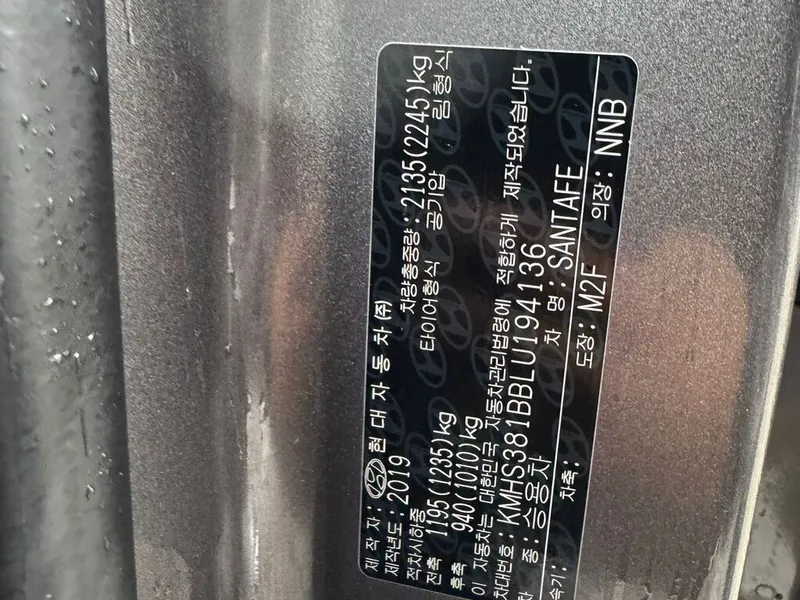 제 작 자 : 현 대 자 동 차 (주)
제작년도 : 2019 차량총중량 : 2135(2245)kg
적차시하중 타이어형식 공기압 림형식
전축 1195(1235)kg
후축 940(1010)kg
이 자동차는 대한민국 자동차관리법령에 적합하게 제작되었습니다.
차대번호 : KMHS381BBLU194136
차 종 : 승용차 차 명 : SANTAFE
속기 : 차축 : 도장 : M2F 의장 : NNB